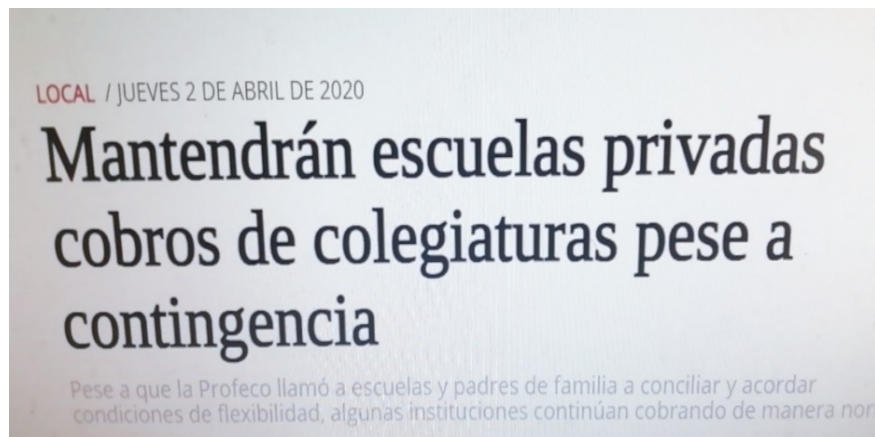 LOCAL / JUEVES 2 DE ABRIL DE 2020
Mantendrán escuelas privadas
cobros de colegiaturas pese a
contingencia
Pese a que la Profeco llamó a escuelas y padres de familia a conciliar y acordar
condiciones de flexibilidad, algunas instituciones continúan cobrando de manera nor